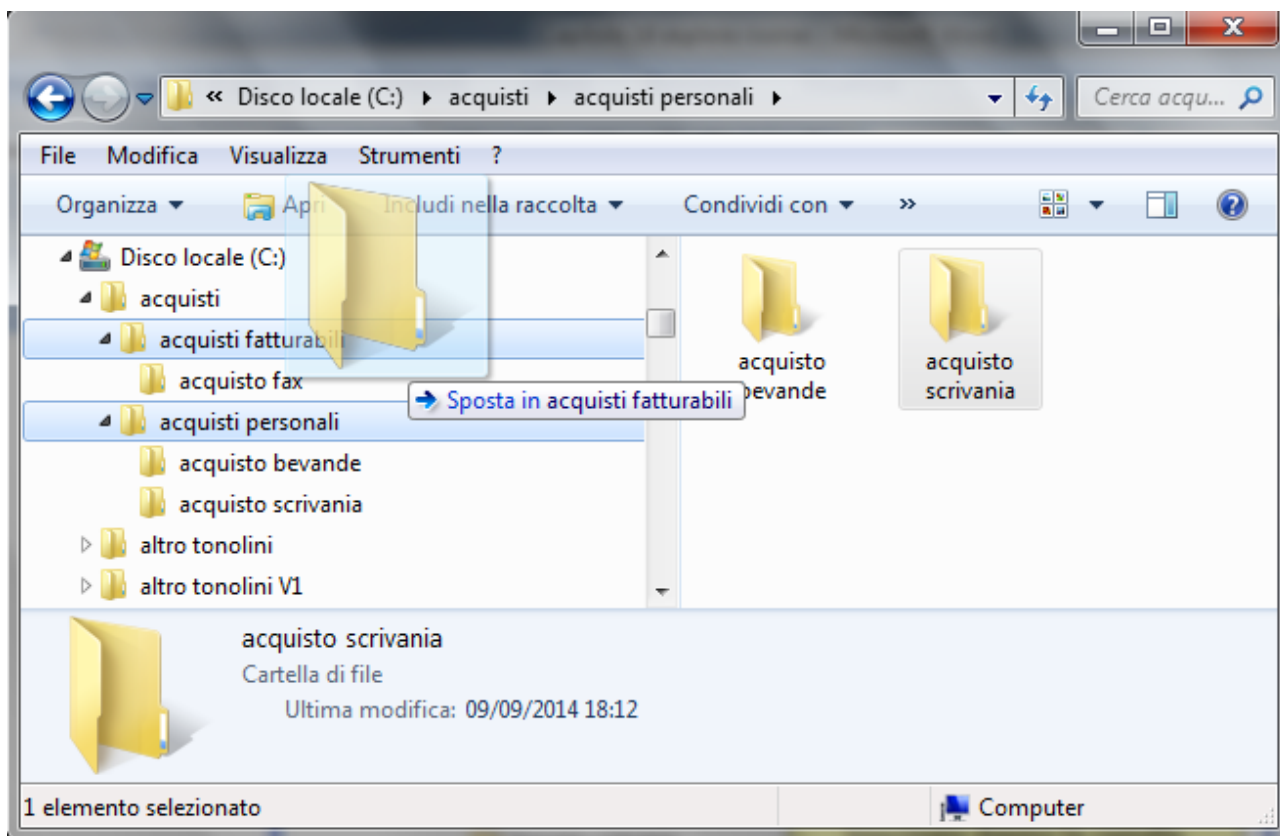 « Disco locale (C:) ▸ acquisti ▸ acquisti personali ▸ Cerca acqu...
File Modifica Visualizza Strumenti ?
Organizza Apri Includi nella raccolta Condividi con »
Disco locale (C:)
acquisti
acquisti fatturabili
acquisto fax
acquisti personali
acquisto bevande
acquisto scrivania
altro tonolini
altro tonolini V1
Sposta in acquisti fatturabili
acquisto
bevande
acquisto
scrivania
acquisto scrivania
Cartella di file
Ultima modifica: 09/09/2014 18:12
1 elemento selezionato Computer